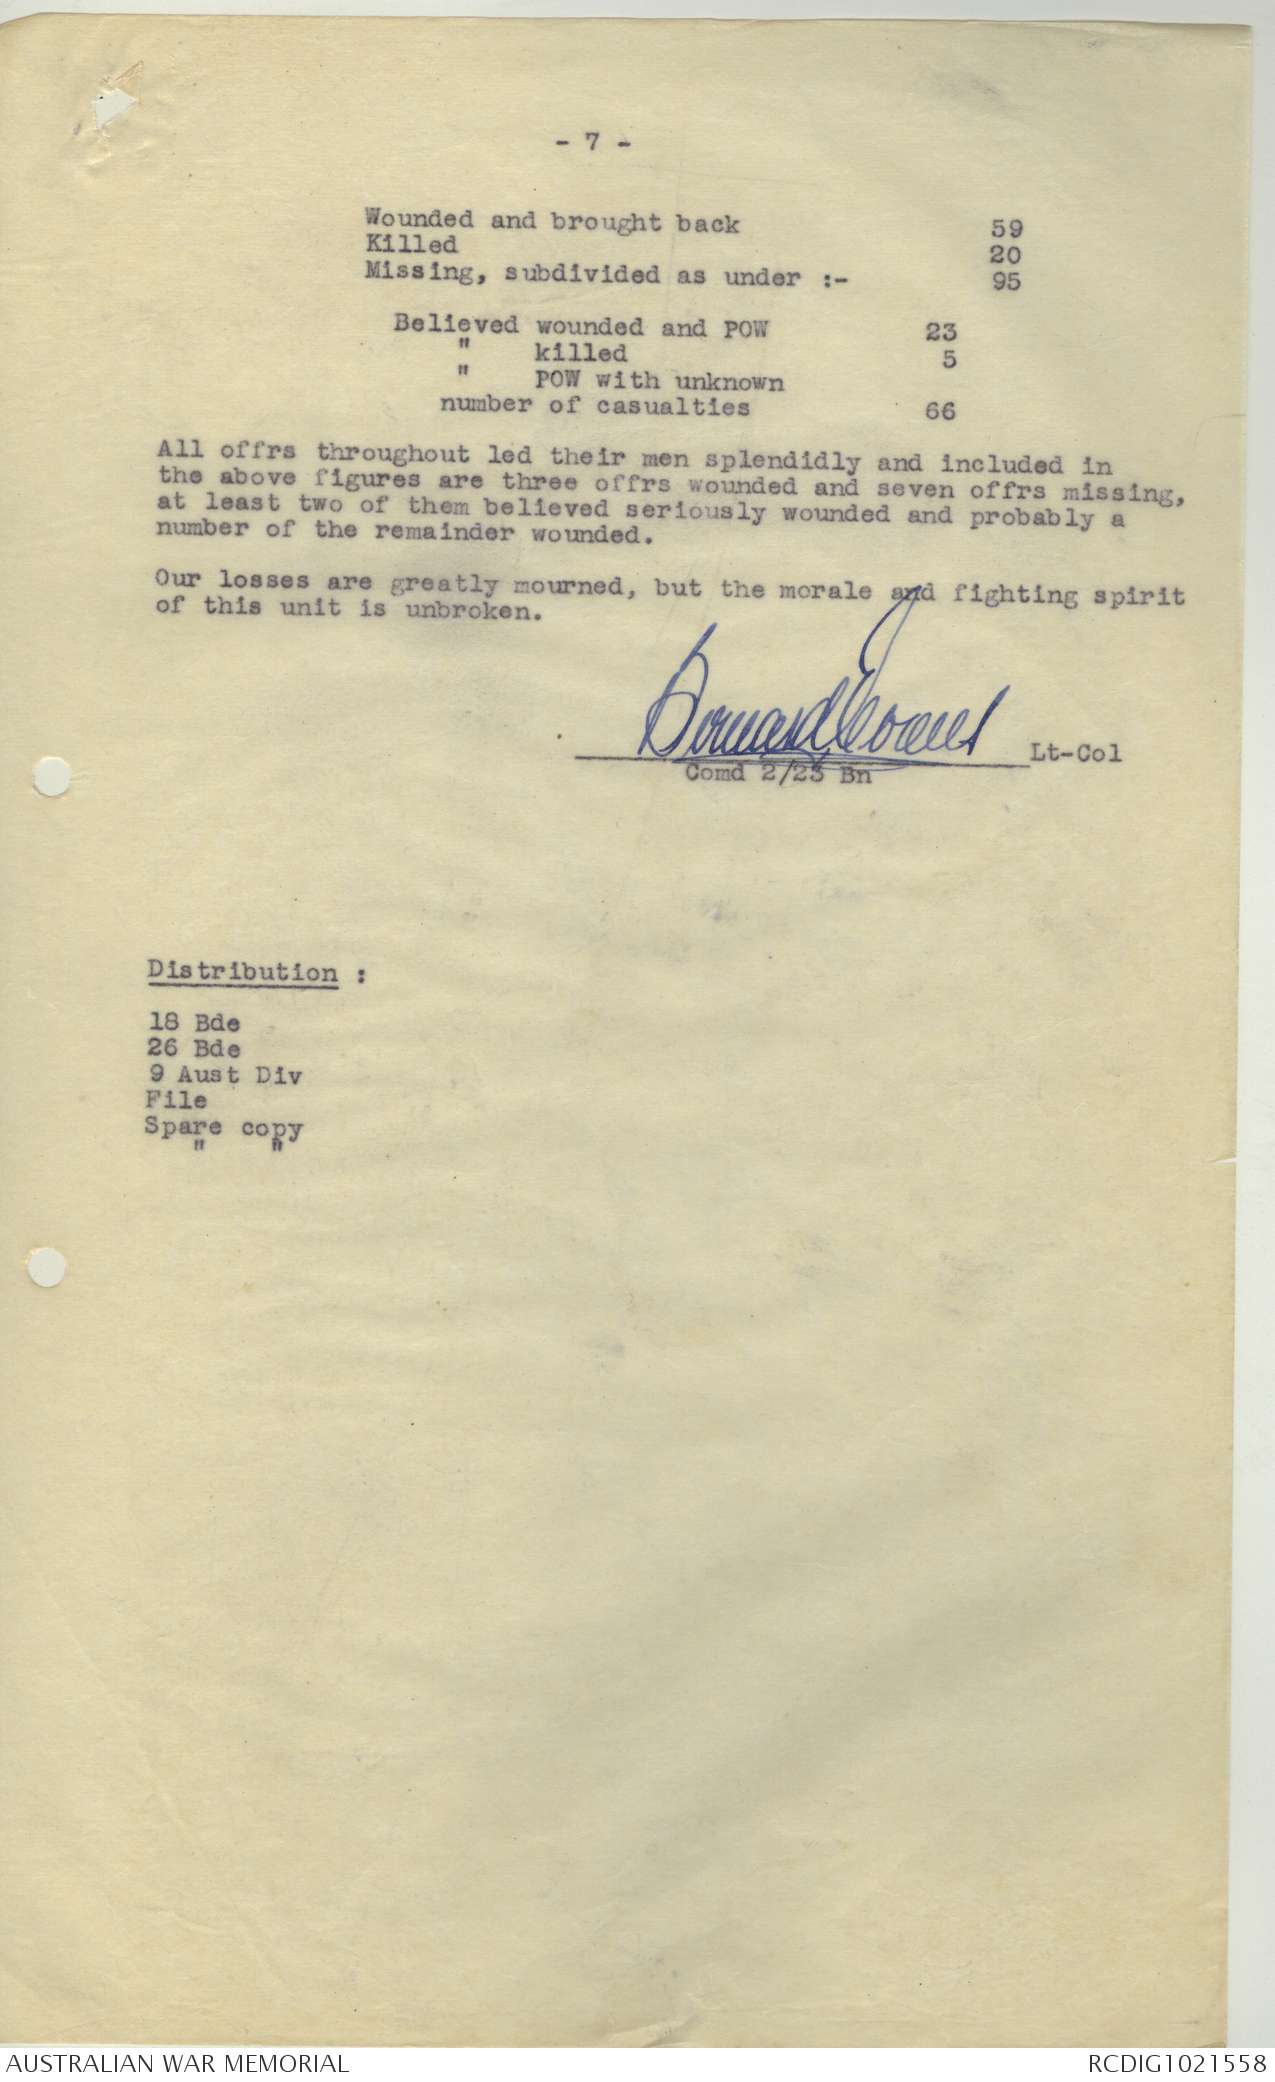 - 7 -
Wounded and brought back 59
Killed 20
Missing, subdivided as under :- 95
Believed wounded and POW 23
" killed 5
" POW with unknown
number of casualties 66
All offrs throughout led their men splendidly and included in
the above figures are three offrs wounded and seven offrs missing,
at least two of them believed seriously wounded and probably a
number of the remainder wounded.
Our losses are greatly mourned, but the morale and fighting spirit
of this unit is unbroken.
Bernard Evans Lt-Col
Comd 2/23 Bn
Distribution :
18 Bde
26 Bde
9 Aust Div
File
Spare copy
" "
AUSTRALIAN WAR MEMORIAL RCDIG1021558